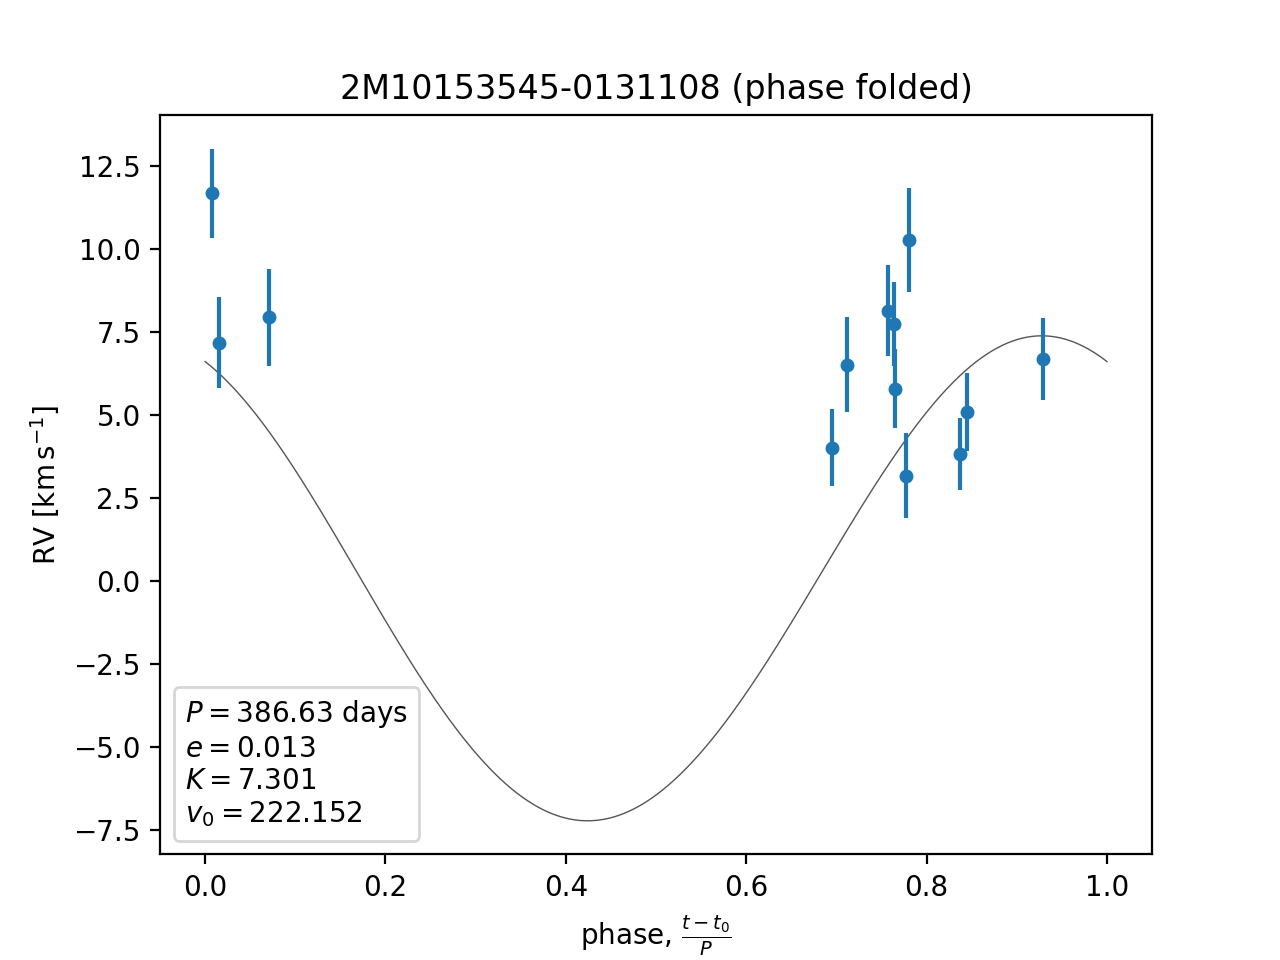 2M10153545-0131108 (phase folded)
RV [km s⁻¹]
12.5
10.0
7.5
5.0
2.5
0.0
−2.5
−5.0
−7.5
P = 386.63 days
e = 0.013
K = 7.301
v₀ = 222.152
0.0 0.2 0.4 0.6 0.8 1.0
phase, (t − t₀)/P